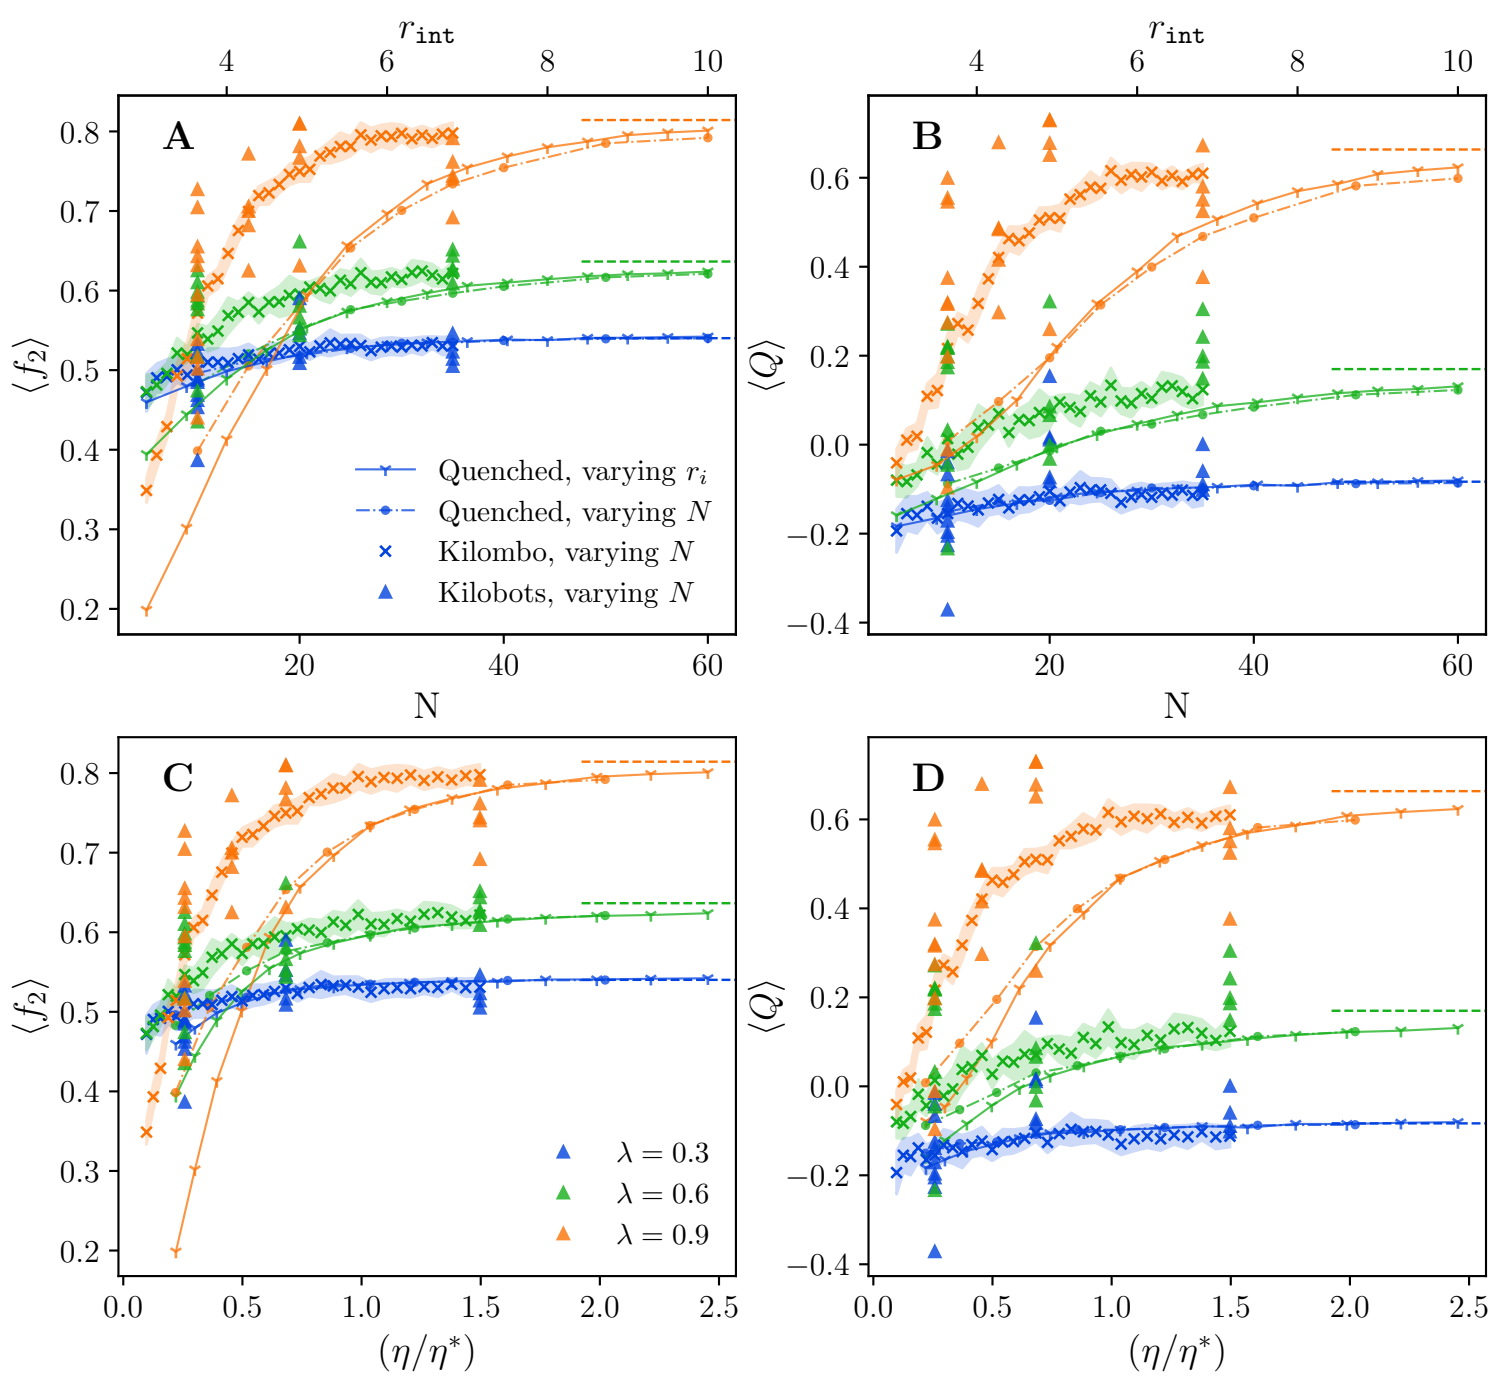 r_int
4 6 8 10
A
0.8
0.7
0.6
0.5
0.4
0.3
0.2
⟨f₂⟩
Quenched, varying r_i
Quenched, varying N
Kilombo, varying N
Kilobots, varying N
20 40 60
N
r_int
4 6 8 10
B
0.6
0.4
0.2
0.0
−0.2
−0.4
⟨Q⟩
20 40 60
N
C
0.8
0.7
0.6
0.5
0.4
0.3
0.2
⟨f₂⟩
λ = 0.3
λ = 0.6
λ = 0.9
0.0 0.5 1.0 1.5 2.0 2.5
(η/η*)
D
0.6
0.4
0.2
0.0
−0.2
−0.4
⟨Q⟩
0.0 0.5 1.0 1.5 2.0 2.5
(η/η*)